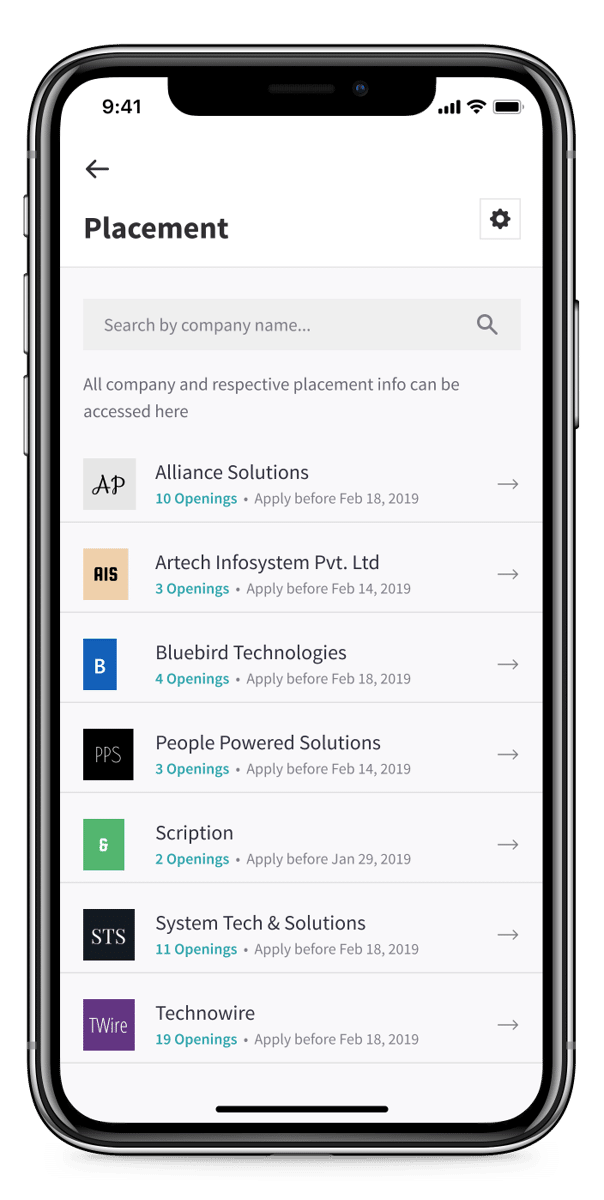 9:41
Placement
Search by company name...
All company and respective placement info can be
accessed here
AP
Alliance Solutions
10 Openings • Apply before Feb 18, 2019
AIS
Artech Infosystem Pvt. Ltd
3 Openings • Apply before Feb 14, 2019
B
Bluebird Technologies
4 Openings • Apply before Feb 18, 2019
PPS
People Powered Solutions
3 Openings • Apply before Feb 14, 2019
&
Scription
2 Openings • Apply before Jan 29, 2019
STS
System Tech & Solutions
11 Openings • Apply before Feb 18, 2019
TWire
Technowire
19 Openings • Apply before Feb 18, 2019